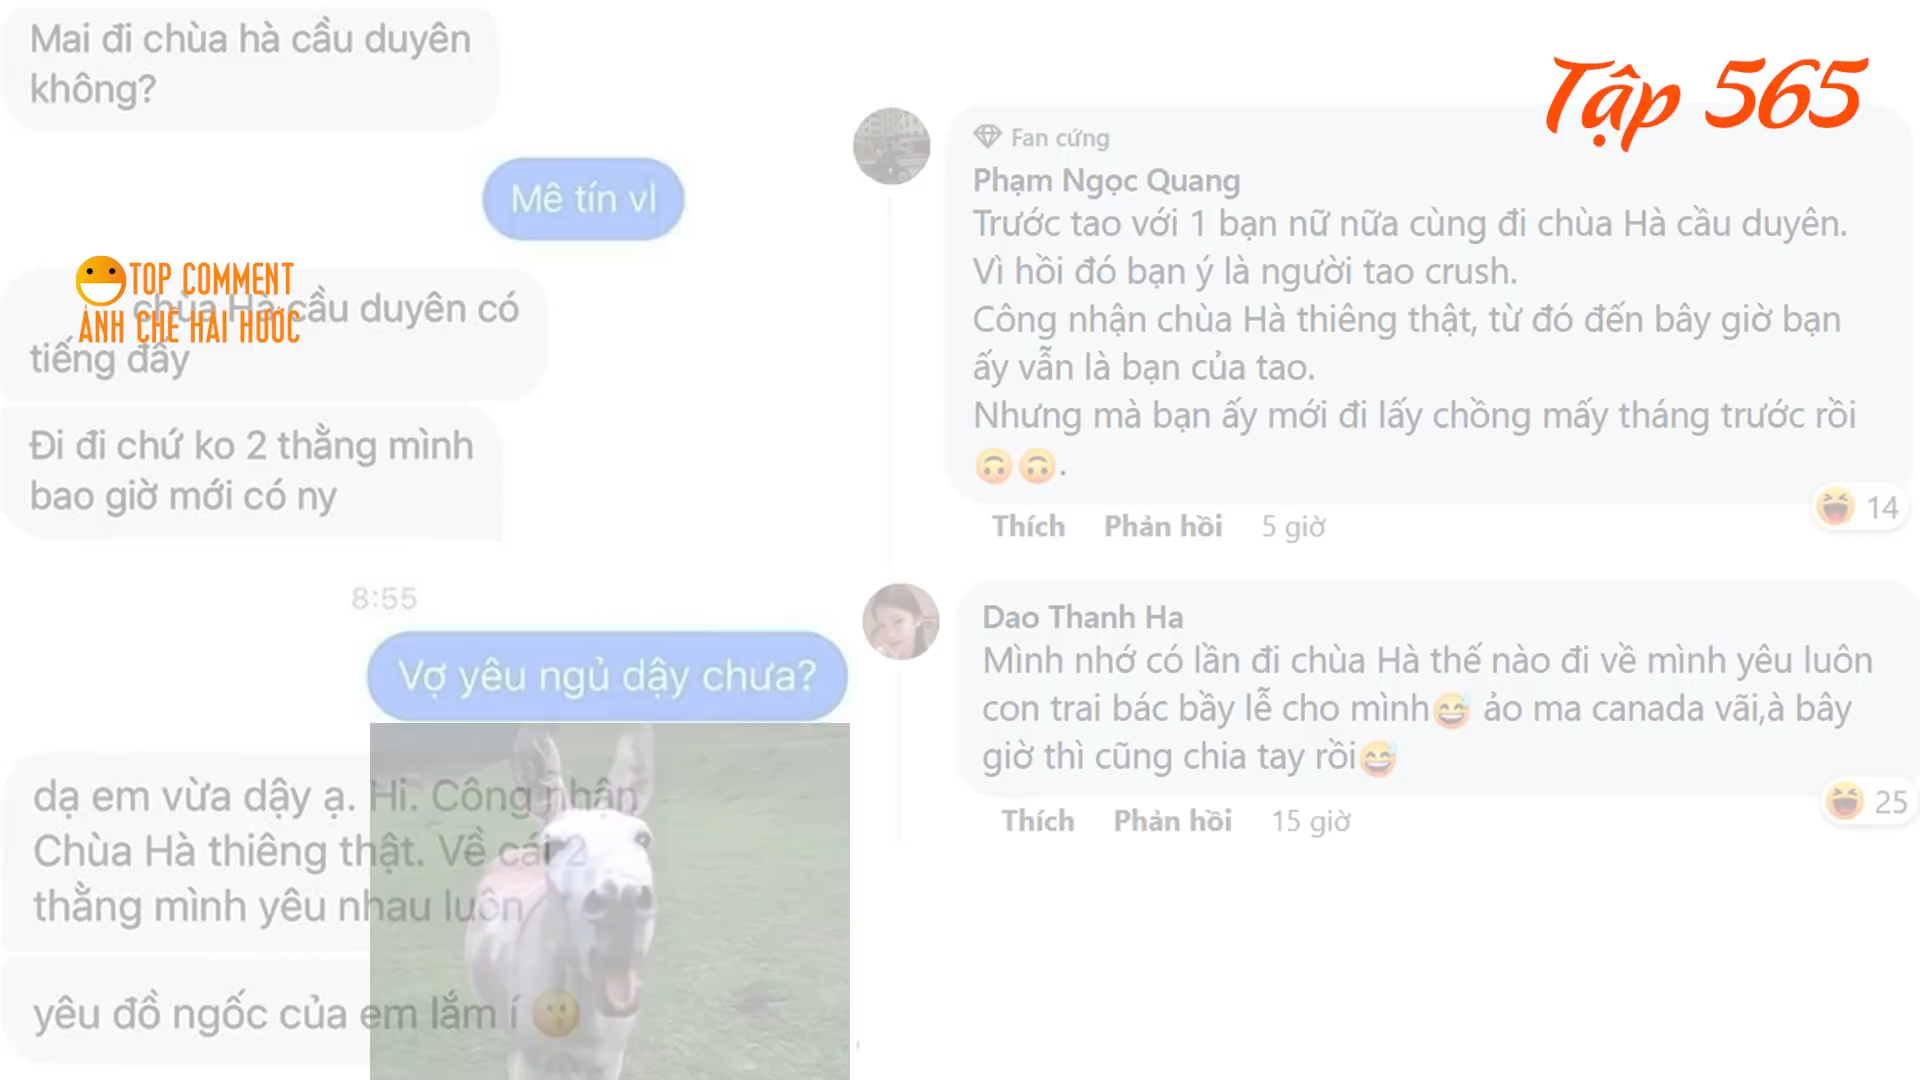 Mai đi chùa hà cầu duyên
không?
Mê tín vl
TOP COMMENT
ẢNH CHẾ HÀI HƯỚC
chùa Hà cầu duyên có
tiếng đấy
Đi đi chứ ko 2 thằng mình
bao giờ mới có ny
8:55
Vợ yêu ngủ dậy chưa?
dạ em vừa dậy ạ. Hi. Công nhận
Chùa Hà thiêng thật. Về cái 2
thằng mình yêu nhau luôn
yêu đồ ngốc của em lắm í
Tập 565
Fan cứng
Phạm Ngọc Quang
Trước tao với 1 bạn nữ nữa cùng đi chùa Hà cầu duyên.
Vì hồi đó bạn ý là người tao crush.
Công nhận chùa Hà thiêng thật, từ đó đến bây giờ bạn
ấy vẫn là bạn của tao.
Nhưng mà bạn ấy mới đi lấy chồng mấy tháng trước rồi
🙃🙃.
14
Thích Phản hồi 5 giờ
Dao Thanh Ha
Mình nhớ có lần đi chùa Hà thế nào đi về mình yêu luôn
con trai bác bầy lễ cho mình😅 ảo ma canada vãi,à bây
giờ thì cũng chia tay rồi😅
25
Thích Phản hồi 15 giờ